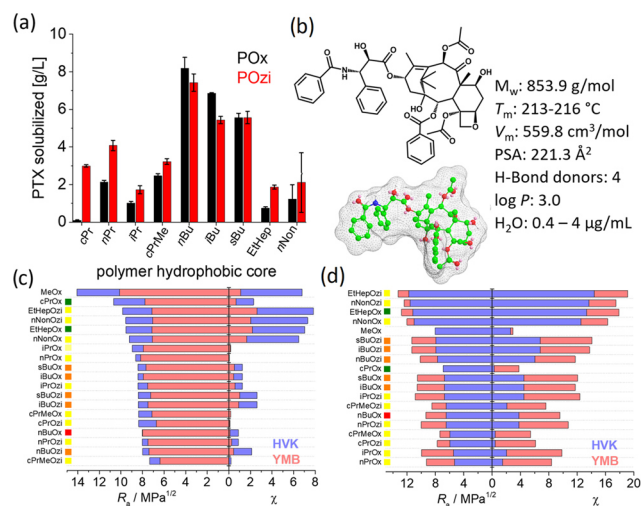 (a)
PTX solubilized [g/L]
10
8
6
4
2
0
POx
POzi
cPr
nPr
iPr
cPrMe
nBu
iBu
sBu
EtHep
nNon
polymer hydrophobic core
(b)
O
O
OH
O
O
O
O
OH
NH
O
HO
O
O
O
O
O
O
Mw: 853.9 g/mol
Tm: 213-216 °C
Vm: 559.8 cm³/mol
PSA: 221.3 Å²
H-Bond donors: 4
log P: 3.0
H₂O: 0.4 – 4 µg/mL
(c)
MeOx
cPrOx
EtHepOzi
nNonOzi
EtHepOx
nNonOx
iPrOx
nPrOx
sBuOx
iBuOx
iPrOzi
sBuOzi
iBuOzi
cPrMeOx
cPrOzi
nBuOx
nPrOzi
nBuOzi
cPrMeOzi
HVK
YMB
14 12 10 8 6 4 2 0 2 4 6 8
Ra / MPa1/2
χ
(d)
EtHepOzi
nNonOzi
EtHepOx
nNonOx
MeOx
sBuOzi
iBuOzi
nBuOzi
cPrOx
sBuOx
iBuOx
iPrOzi
cPrMeOzi
nBuOx
nPrOzi
cPrMeOx
cPrOzi
iPrOx
nPrOx
HVK
YMB
12 8 4 0 4 8 12 16 20
Ra / MPa1/2
χ